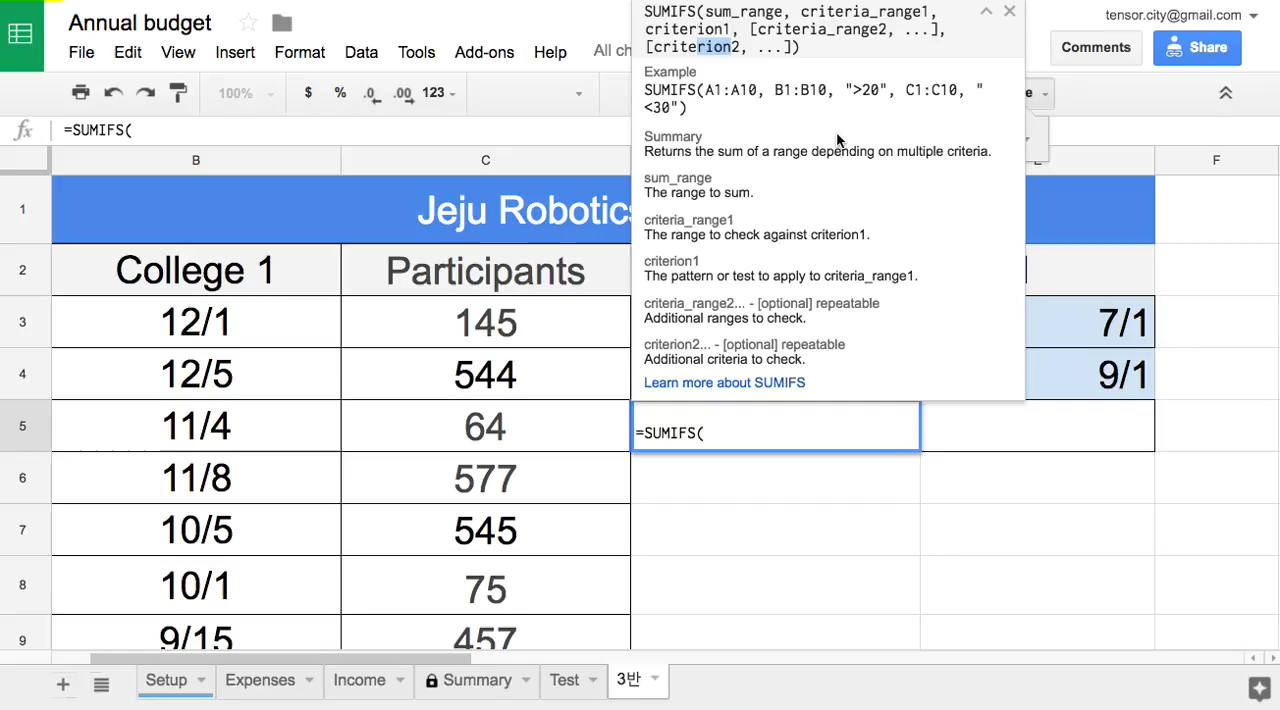 Annual budget
tensor.city@gmail.com
File Edit View Insert Format Data Tools Add-ons Help All ch
Comments
Share
100%
$ % .0 .00 123
fx =SUMIFS(
SUMIFS(sum_range, criteria_range1,
criterion1, [criteria_range2, ...],
[criterion2, ...])
Example
SUMIFS(A1:A10, B1:B10, ">20", C1:C10, "
<30")
Summary
Returns the sum of a range depending on multiple criteria.
sum_range
The range to sum.
criteria_range1
The range to check against criterion1.
criterion1
The pattern or test to apply to criteria_range1.
criteria_range2... - [optional] repeatable
Additional ranges to check.
criterion2... - [optional] repeatable
Additional criteria to check.
Learn more about SUMIFS
B C F
1 Jeju Robotics
2 College 1 Participants
3 12/1 145 7/1
4 12/5 544 9/1
5 11/4 64 =SUMIFS(
6 11/8 577
7 10/5 545
8 10/1 75
9 9/15 457
Setup Expenses Income Summary Test 3반